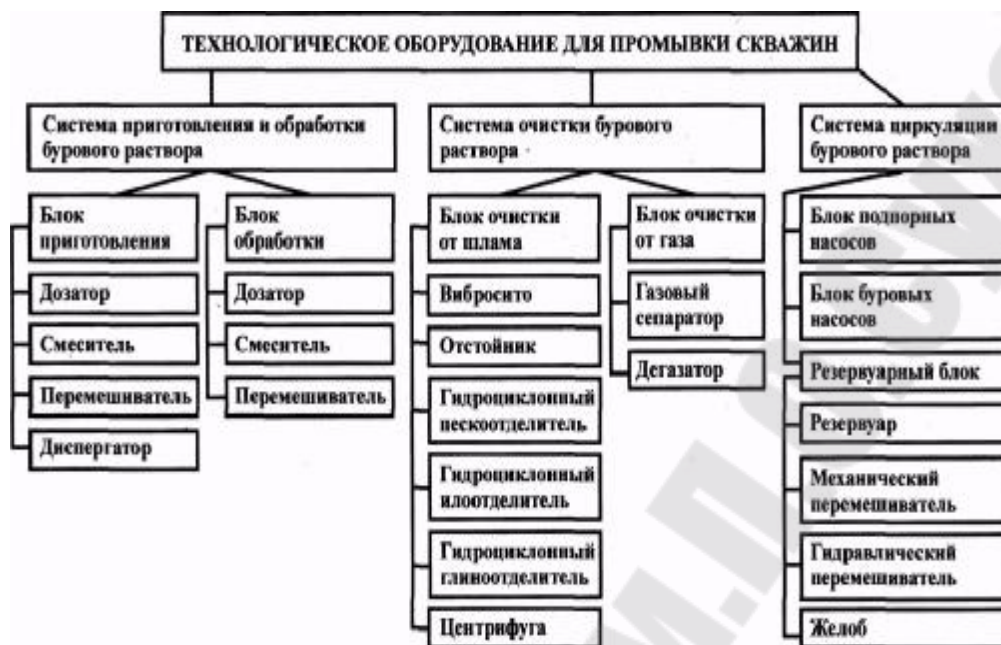 ТЕХНОЛОГИЧЕСКОЕ ОБОРУДОВАНИЕ ДЛЯ ПРОМЫВКИ СКВАЖИН
Система приготовления и обработки
бурового раствора
Блок
приготовления
Дозатор
Смеситель
Перемешиватель
Диспергатор
Блок
обработки
Дозатор
Смеситель
Перемешиватель
Система очистки бурового
раствора
Блок очистки
от шлама
Вибросито
Отстойник
Гидроциклонный
пескоотделитель
Гидроциклонный
илоотделитель
Гидроциклонный
глиноотделитель
Центрифуга
Блок очистки
от газа
Газовый
сепаратор
Дегазатор
Система циркуляции
бурового раствора
Блок подпорных
насосов
Блок буровых
насосов
Резервуарный блок
Резервуар
Механический
перемешиватель
Гидравлический
перемешиватель
Желоб